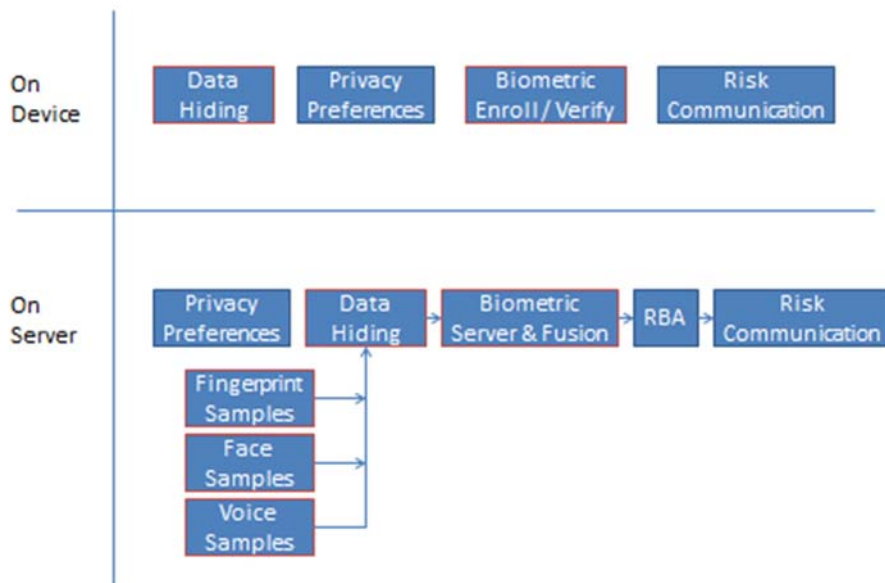 On
Device
Data
Hiding
Privacy
Preferences
Biometric
Enroll / Verify
Risk
Communication
On
Server
Privacy
Preferences
Data
Hiding
Biometric
Server & Fusion
RBA
Risk
Communication
Fingerprint
Samples
Face
Samples
Voice
Samples